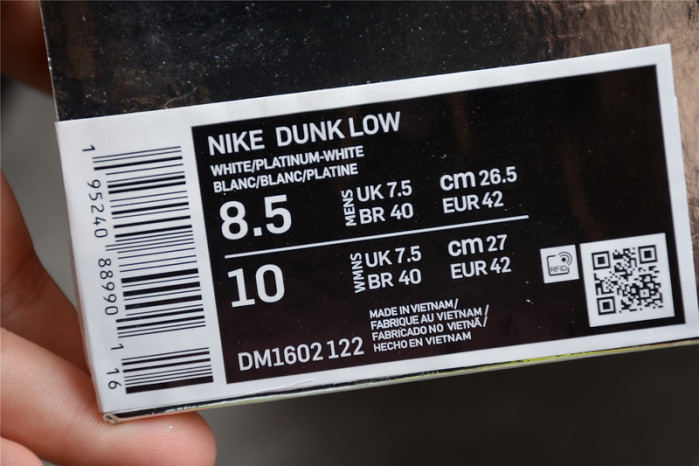 NIKE DUNK LOW
WHITE/PLATINUM-WHITE
BLANC/BLANC/PLATINE
8.5 MENS UK 7.5 cm 26.5
BR 40 EUR 42
10 WMNS UK 7.5 cm 27
BR 40 EUR 42
RFID
MADE IN VIETNAM/
FABRIQUE AU VIETNAM/
FABRICADO NO VIETNÃ/
HECHO EN VIETNAM
DM1602 122
1 95240 88990 1 16